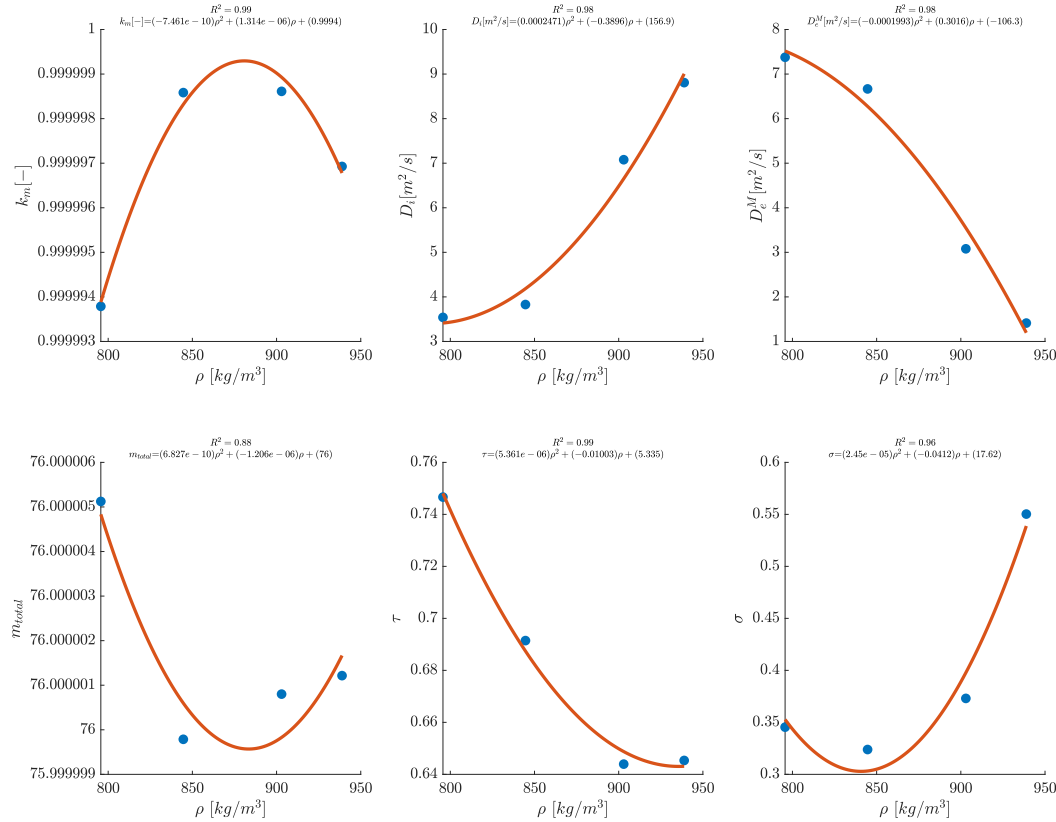 R² = 0.99
k_m[−]=(−7.461e − 10)ρ² + (1.314e − 06)ρ + (0.9994)
1
0.999999
0.999998
0.999997
0.999996
0.999995
0.999994
0.999993
k_m[−]
800 850 900 950
ρ [kg/m³]
R² = 0.98
D_i[m²/s]=(0.0002471)ρ² + (−0.3896)ρ + (156.9)
10
9
8
7
6
5
4
3
D_i[m²/s]
800 850 900 950
ρ [kg/m³]
R² = 0.98
D_e^M[m²/s]=(−0.0001993)ρ² + (0.3016)ρ + (−106.3)
8
7
6
5
4
3
2
1
D_e^M[m²/s]
800 850 900 950
ρ [kg/m³]
R² = 0.88
m_total=(6.827e − 10)ρ² + (−1.206e − 06)ρ + (76)
76.000006
76.000005
76.000004
76.000003
76.000002
76.000001
76
75.999999
m_total
800 850 900 950
ρ [kg/m³]
R² = 0.99
τ=(5.361e − 06)ρ² + (−0.01003)ρ + (5.335)
0.76
0.74
0.72
0.7
0.68
0.66
0.64
τ
800 850 900 950
ρ [kg/m³]
R² = 0.96
σ=(2.45e − 05)ρ² + (−0.0412)ρ + (17.62)
0.6
0.55
0.5
0.45
0.4
0.35
0.3
σ
800 850 900 950
ρ [kg/m³]